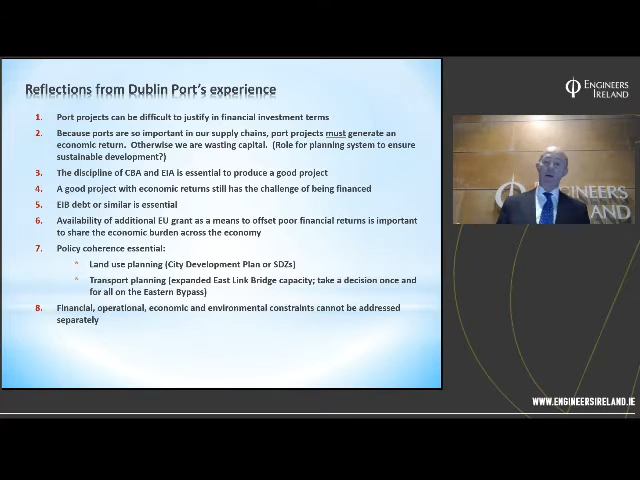 Reflections from Dublin Port's experience
1. Port projects can be difficult to justify in financial investment terms
2. Because ports are so important in our supply chains, port projects must generate an
economic return. Otherwise we are wasting capital. (Role for planning system to ensure
sustainable development?)
3. The discipline of CBA and EIA is essential to produce a good project
4. A good project with economic returns still has the challenge of being financed
5. EIB debt or similar is essential
6. Availability of additional EU grant as a means to offset poor financial returns is important
to share the economic burden across the economy
7. Policy coherence essential:
° Land use planning (City Development Plan or SDZs)
° Transport planning (expanded East Link Bridge capacity; take a decision once and
for all on the Eastern Bypass)
8. Financial, operational, economic and environmental constraints cannot be addressed
separately
ENGINEERS
IRELAND
ENGINEERS
IRELAND
WWW.ENGINEERSIRELAND.IE